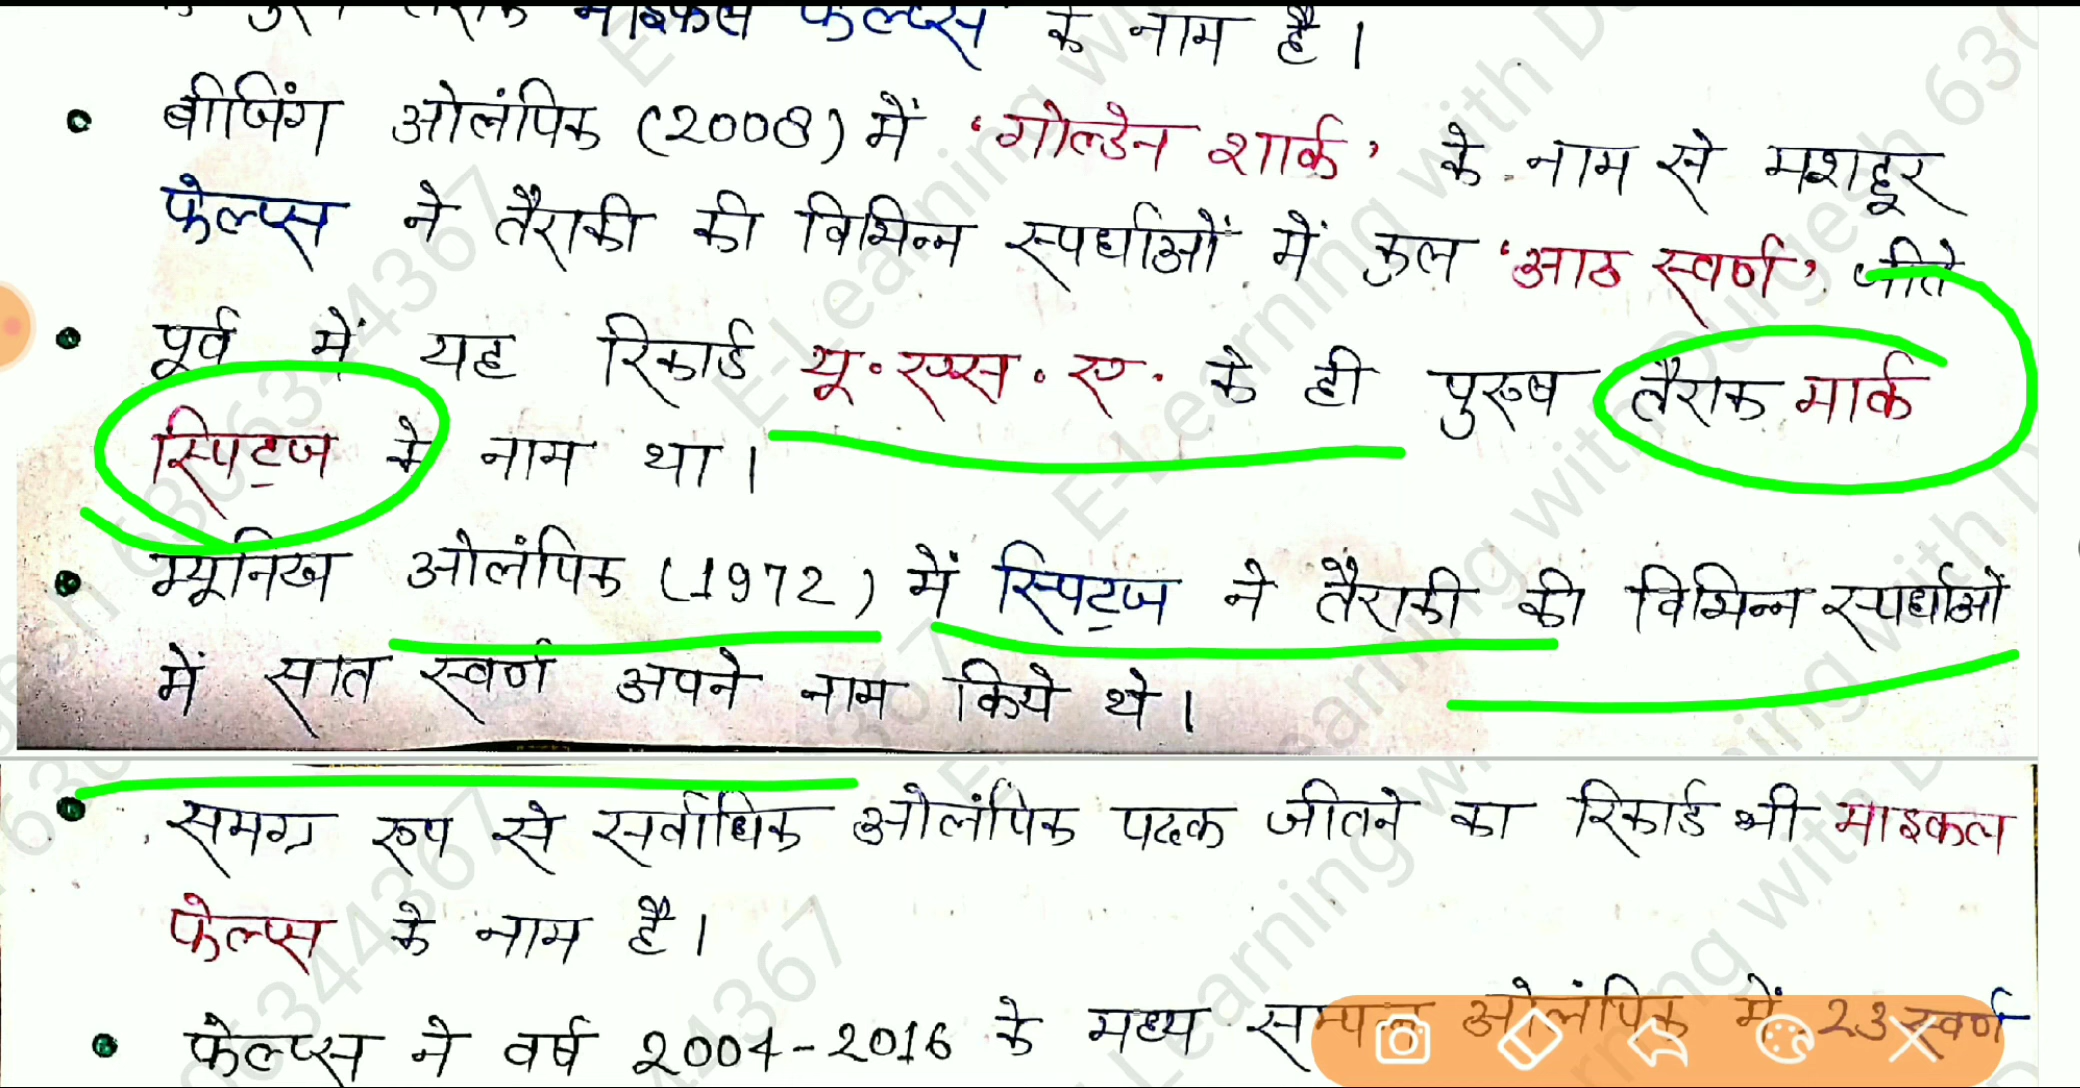 माइकल फेल्प्स के नाम है।
• बीजिंग ओलंपिक (2008) में 'गोल्डेन शार्क' के नाम से मशहूर
फेल्प्स ने तैराकी की विभिन्न स्पर्धाओं में कुल 'आठ स्वर्ण' जीते
• पूर्व में यह रिकार्ड यू.एस.ए. के ही पुरुष तैराक मार्क
स्पिट्ज के नाम था।
• म्यूनिख ओलंपिक (1972) में स्पिट्ज ने तैराकी की विभिन्न स्पर्धाओं
में सात स्वर्ण अपने नाम किये थे।
• समग्र रूप से सर्वाधिक ओलंपिक पदक जीतने का रिकार्ड भी माइकल
फेल्प्स के नाम है।
• फेल्प्स ने वर्ष 2004-2016 के मध्य सम्पन्न ओलंपिक में 23 स्वर्ण